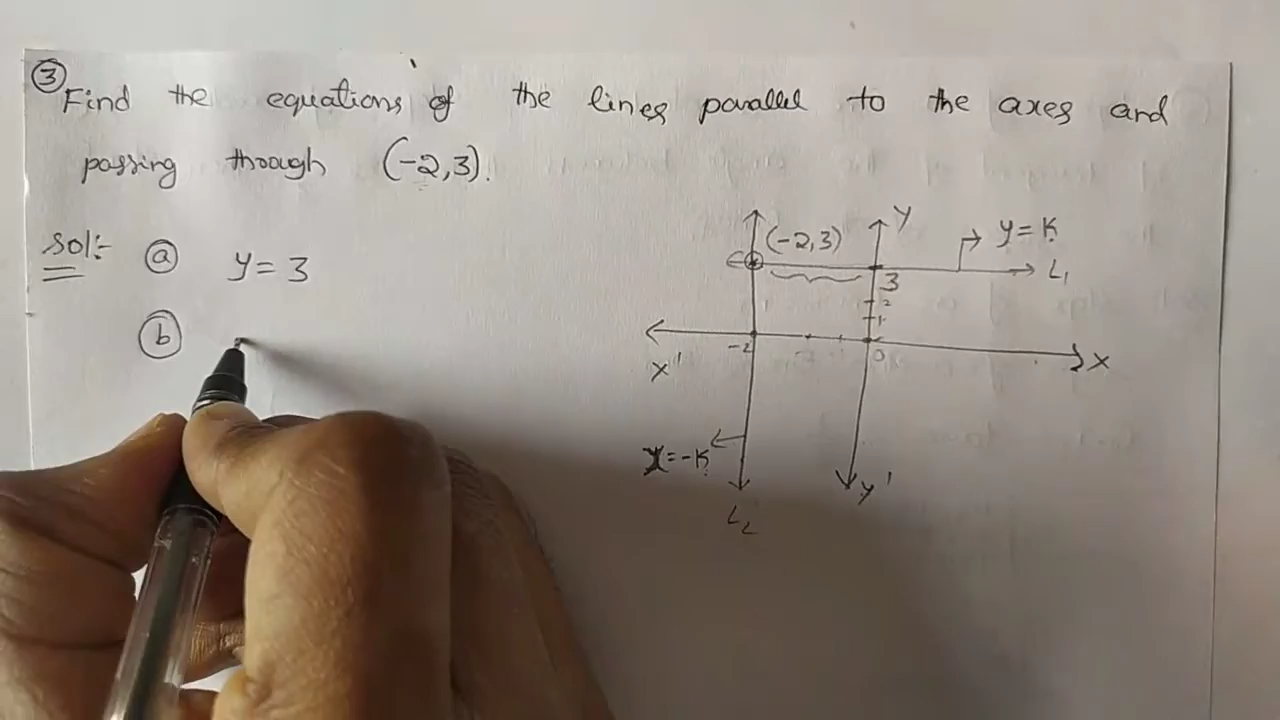 ③ Find the equations of the lines parallel to the axes and
passing through (-2,3).
Sol:-
ⓐ y = 3
ⓑ
(-2,3)
Y
y = K
L₁
3
2
1
-2
0
X'
X
X = -K
Y'
L₂